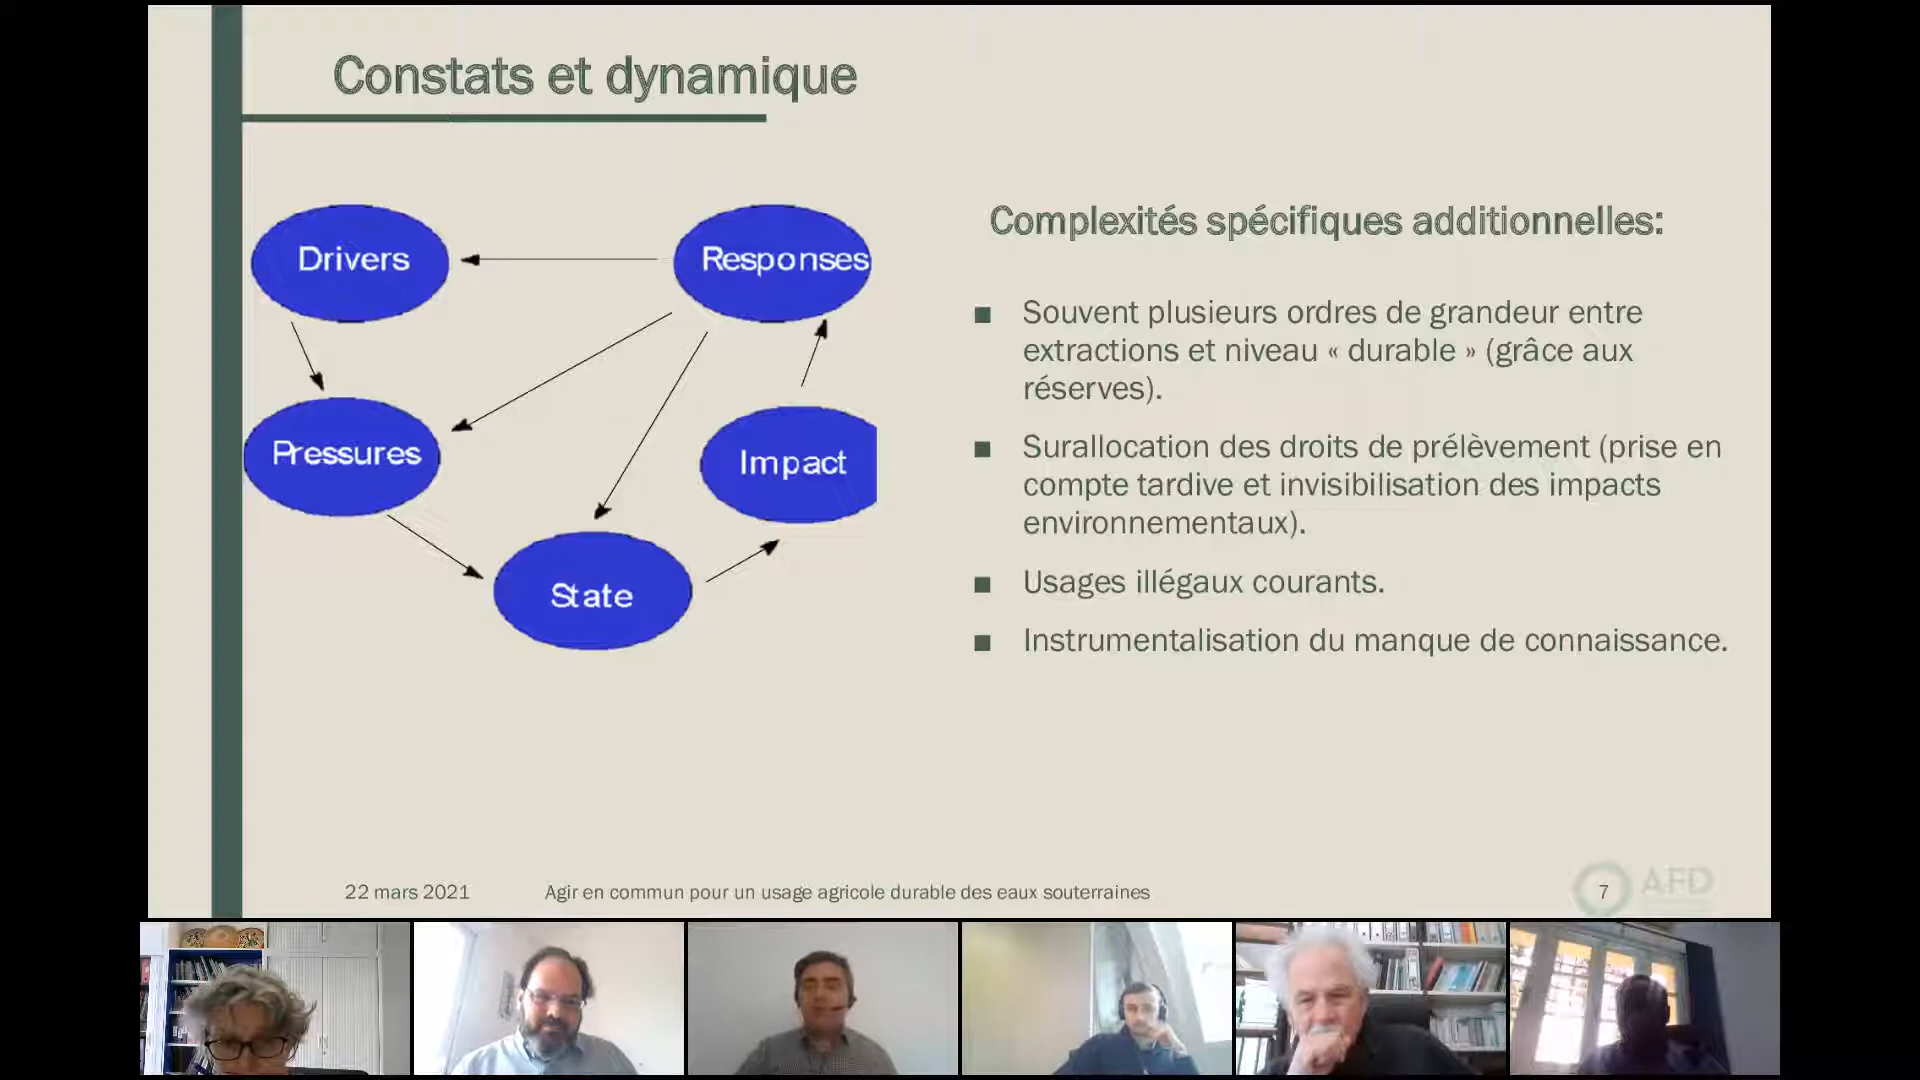 Constats et dynamique
Drivers
Responses
Pressures
Impact
State
Complexités spécifiques additionnelles:
■ Souvent plusieurs ordres de grandeur entre
extractions et niveau « durable » (grâce aux
réserves).
■ Surallocation des droits de prélèvement (prise en
compte tardive et invisibilisation des impacts
environnementaux).
■ Usages illégaux courants.
■ Instrumentalisation du manque de connaissance.
22 mars 2021
Agir en commun pour un usage agricole durable des eaux souterraines
7
AFD